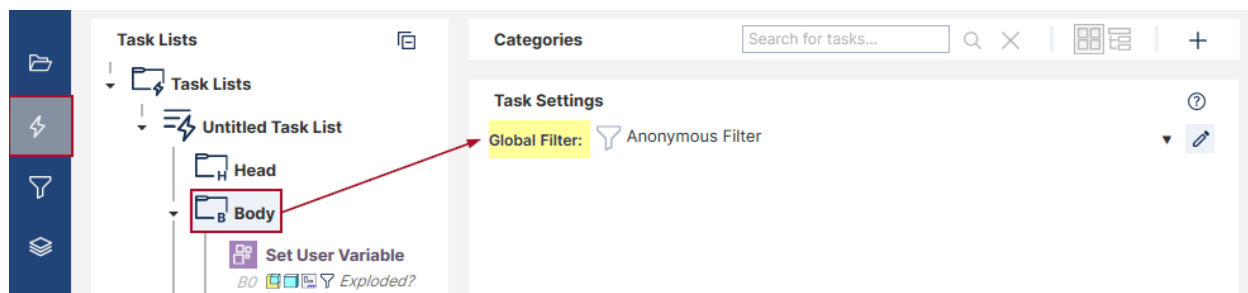 Task Lists
Task Lists
Untitled Task List
Head
Body
Set User Variable
BO Exploded?
Categories
Search for tasks...
Task Settings
Global Filter: Anonymous Filter